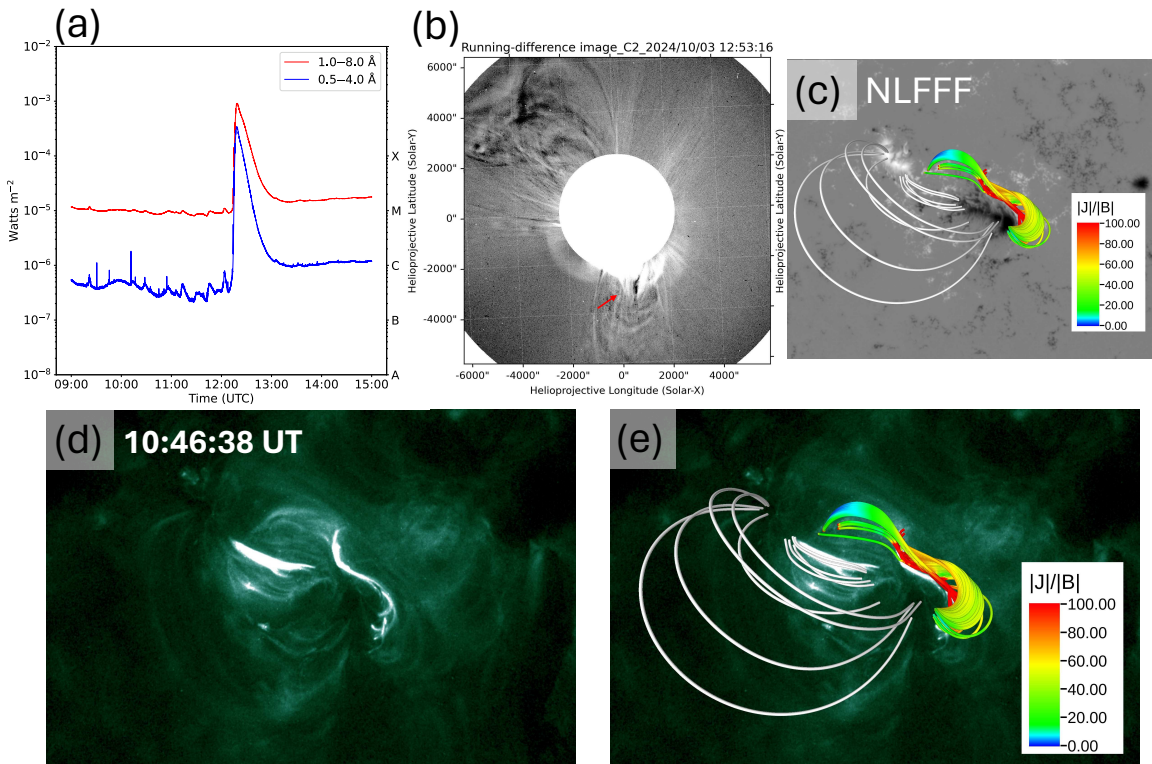 (a)
10⁻²
10⁻³
10⁻⁴
10⁻⁵
10⁻⁶
10⁻⁷
10⁻⁸
Watts m⁻²
1.0−8.0 Å
0.5−4.0 Å
X
M
C
B
A
09:00 10:00 11:00 12:00 13:00 14:00 15:00
Time (UTC)
(b)
Running-difference image_C2_2024/10/03 12:53:16
6000"
4000"
2000"
0"
-2000"
-4000"
Helioprojective Latitude (Solar-Y)
Helioprojective Latitude (Solar-Y)
-6000" -4000" -2000" 0" 2000" 4000"
Helioprojective Longitude (Solar-X)
(c) NLFFF
|J|/|B|
100.00
80.00
60.00
40.00
20.00
0.00
(d) 10:46:38 UT
(e)
|J|/|B|
100.00
80.00
60.00
40.00
20.00
0.00